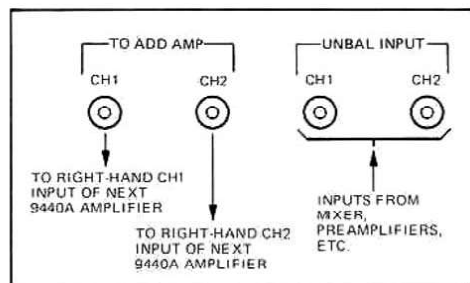 TO ADD AMP
UNBAL INPUT
CH1
CH2
CH1
CH2
TO RIGHT-HAND CH1
INPUT OF NEXT
9440A AMPLIFIER
TO RIGHT-HAND CH2
INPUT OF NEXT
9440A AMPLIFIER
INPUTS FROM
MIXER,
PREAMPLIFIERS,
ETC.